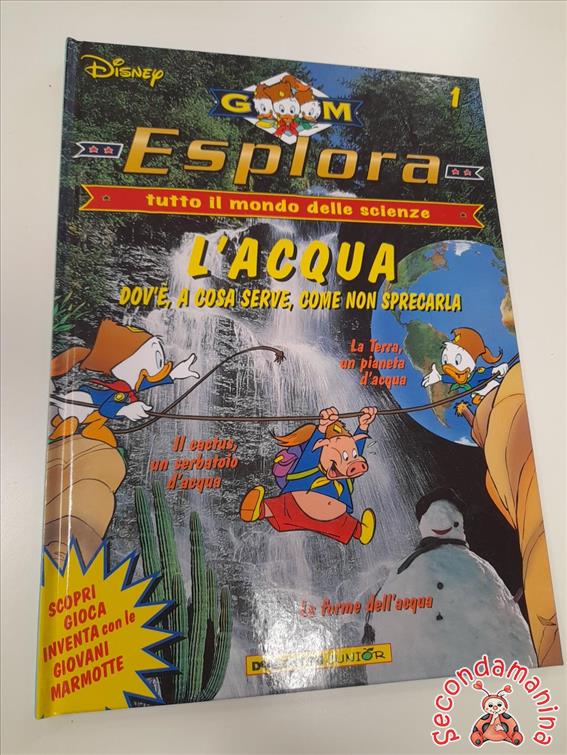 Disney
1
G M
Esplora
tutto il mondo delle scienze
L'ACQUA
DOV'È, A COSA SERVE, COME NON SPRECARLA
La Terra,
un pianeta
d'acqua
Il cactus,
un serbatoio
d'acqua
Le forme dell'acqua
SCOPRI
GIOCA
INVENTA con le
GIOVANI
MARMOTTE
JUNIOR
Secondamanina